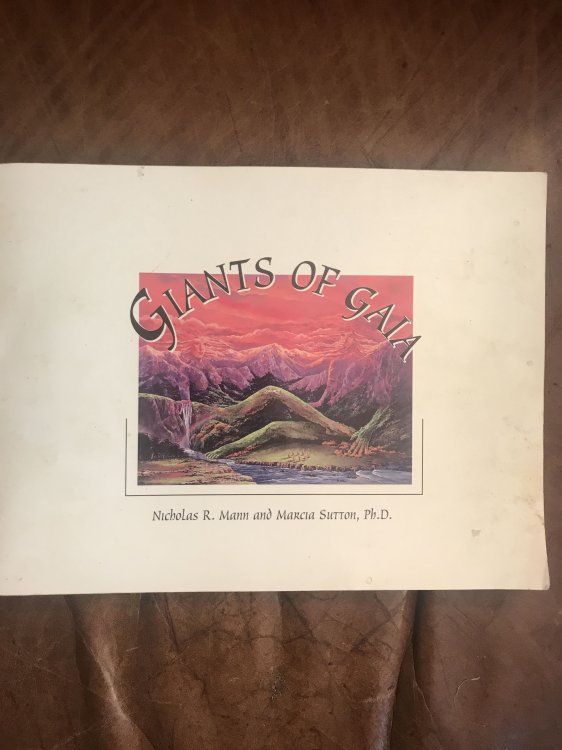 GIANTS OF GAIA
Nicholas R. Mann and Marcia Sutton, Ph.D.